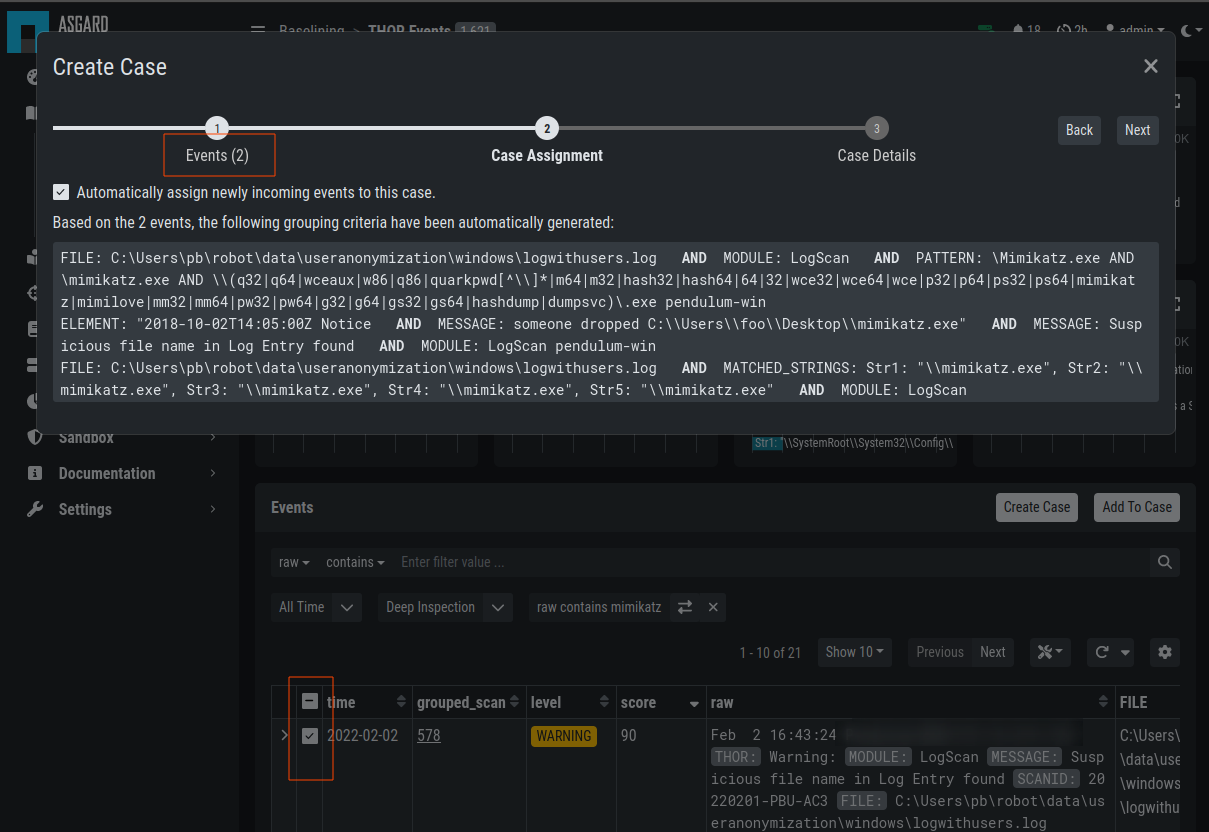 ASGARD
Baselining > THOR Events 1,621
18 2h admin
Create Case
1 2 3
Back Next
Events (2) Case Assignment Case Details
Automatically assign newly incoming events to this case.
Based on the 2 events, the following grouping criteria have been automatically generated:
FILE: C:\Users\pb\robot\data\useranonymization\windows\logwithusers.log AND MODULE: LogScan AND PATTERN: \Mimikatz.exe AND
\mimikatz.exe AND \\(q32|q64|wceaux|w86|q86|quarkpwd[^\\]*|m64|m32|hash32|hash64|64|32|wce32|wce64|wce|p32|p64|ps32|ps64|mimikat
z|mimilove|mm32|mm64|pw32|pw64|g32|g64|gs32|gs64|hashdump|dumpsvc)\.exe pendulum-win
ELEMENT: "2018-10-02T14:05:00Z Notice AND MESSAGE: someone dropped C:\\Users\\foo\\Desktop\\mimikatz.exe" AND MESSAGE: Susp
icious file name in Log Entry found AND MODULE: LogScan pendulum-win
FILE: C:\Users\pb\robot\data\useranonymization\windows\logwithusers.log AND MATCHED_STRINGS: Str1: "\\mimikatz.exe", Str2: "\\
mimikatz.exe", Str3: "\\mimikatz.exe", Str4: "\\mimikatz.exe", Str5: "\\mimikatz.exe" AND MODULE: LogScan
Sandbox
Str1: "\\SystemRoot\\System32\\Config\\
Documentation
Settings
Events Create Case Add To Case
raw contains Enter filter value ...
All Time Deep Inspection raw contains mimikatz
1 - 10 of 21 Show 10 Previous Next
time grouped_scan level score raw FILE
2022-02-02 578 WARNING 90 Feb 2 16:43:24 C:\Users\
THOR: Warning: MODULE: LogScan MESSAGE: Susp \data\use
icious file name in Log Entry found SCANID: 20 \windows
220201-PBU-AC3 FILE: C:\Users\pb\robot\data\us \logwithu
eranonymization\windows\logwithusers.log